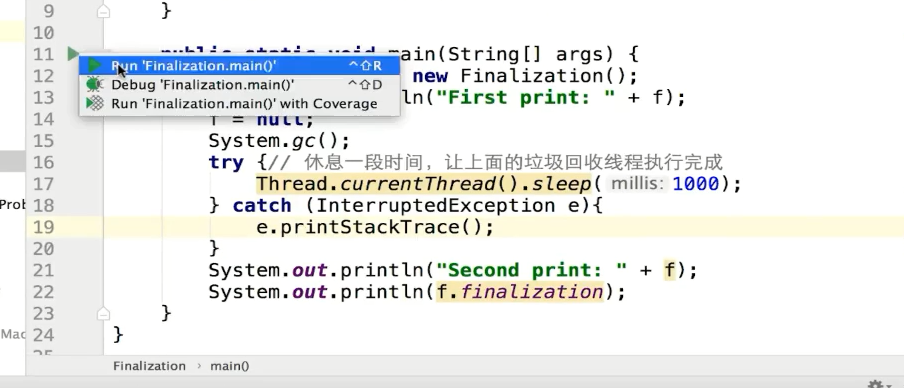 9 }
10
11 public static void main(String[] args) {
Run 'Finalization.main()' ^⇧R
12 new Finalization();
Debug 'Finalization.main()' ^⇧D
13 ln("First print: " + f);
Run 'Finalization.main()' with Coverage
14 f = null;
15 System.gc();
16 try {// 休息一段时间，让上面的垃圾回收线程执行完成
17 Thread.currentThread().sleep( millis: 1000);
Prob
18 } catch (InterruptedException e){
19 e.printStackTrace();
20 }
21 System.out.println("Second print: " + f);
22 System.out.println(f.finalization);
23 }
Mac
24 }
25
Finalization › main()